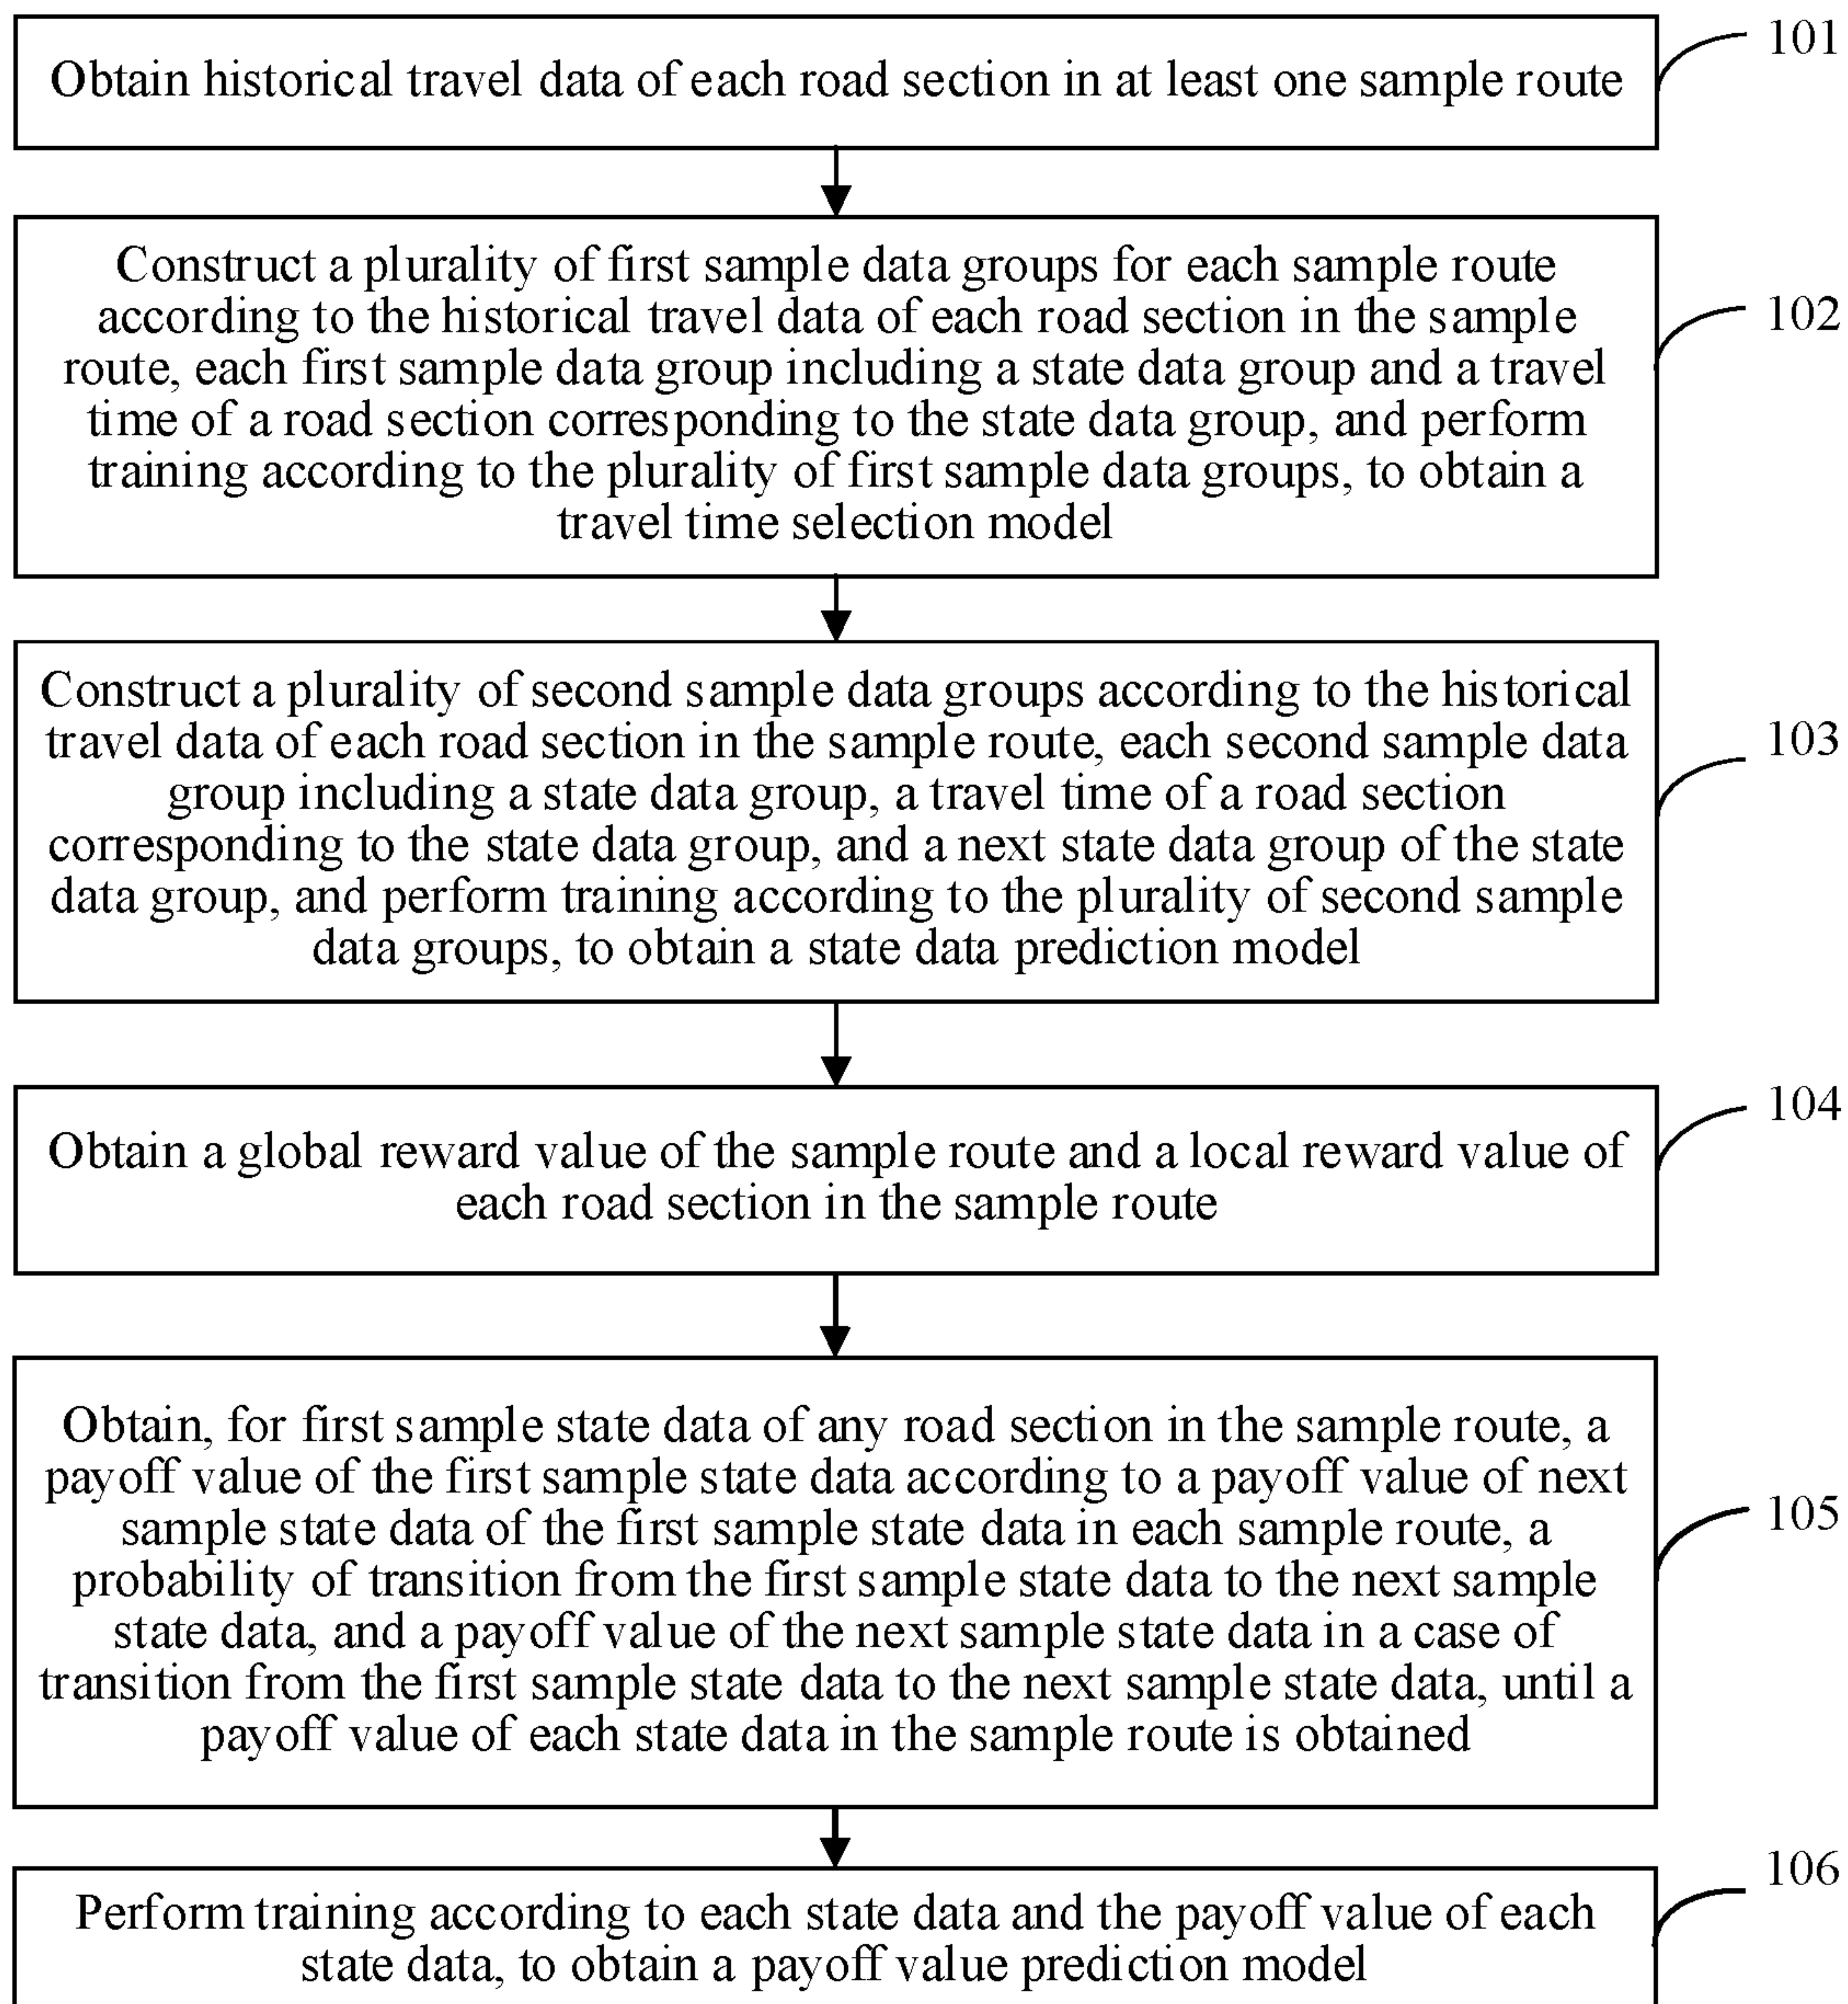 Obtain historical travel data of each road section in at least one sample route
101
Construct a plurality of first sample data groups for each sample route
according to the historical travel data of each road section in the sample
route, each first sample data group including a state data group and a travel
time of a road section corresponding to the state data group, and perform
training according to the plurality of first sample data groups, to obtain a
travel time selection model
102
Construct a plurality of second sample data groups according to the historical
travel data of each road section in the sample route, each second sample data
group including a state data group, a travel time of a road section
corresponding to the state data group, and a next state data group of the state
data group, and perform training according to the plurality of second sample
data groups, to obtain a state data prediction model
103
Obtain a global reward value of the sample route and a local reward value of
each road section in the sample route
104
Obtain, for first sample state data of any road section in the sample route, a
payoff value of the first sample state data according to a payoff value of next
sample state data of the first sample state data in each sample route, a
probability of transition from the first sample state data to the next sample
state data, and a payoff value of the next sample state data in a case of
transition from the first sample state data to the next sample state data, until a
payoff value of each state data in the sample route is obtained
105
Perform training according to each state data and the payoff value of each
state data, to obtain a payoff value prediction model
106